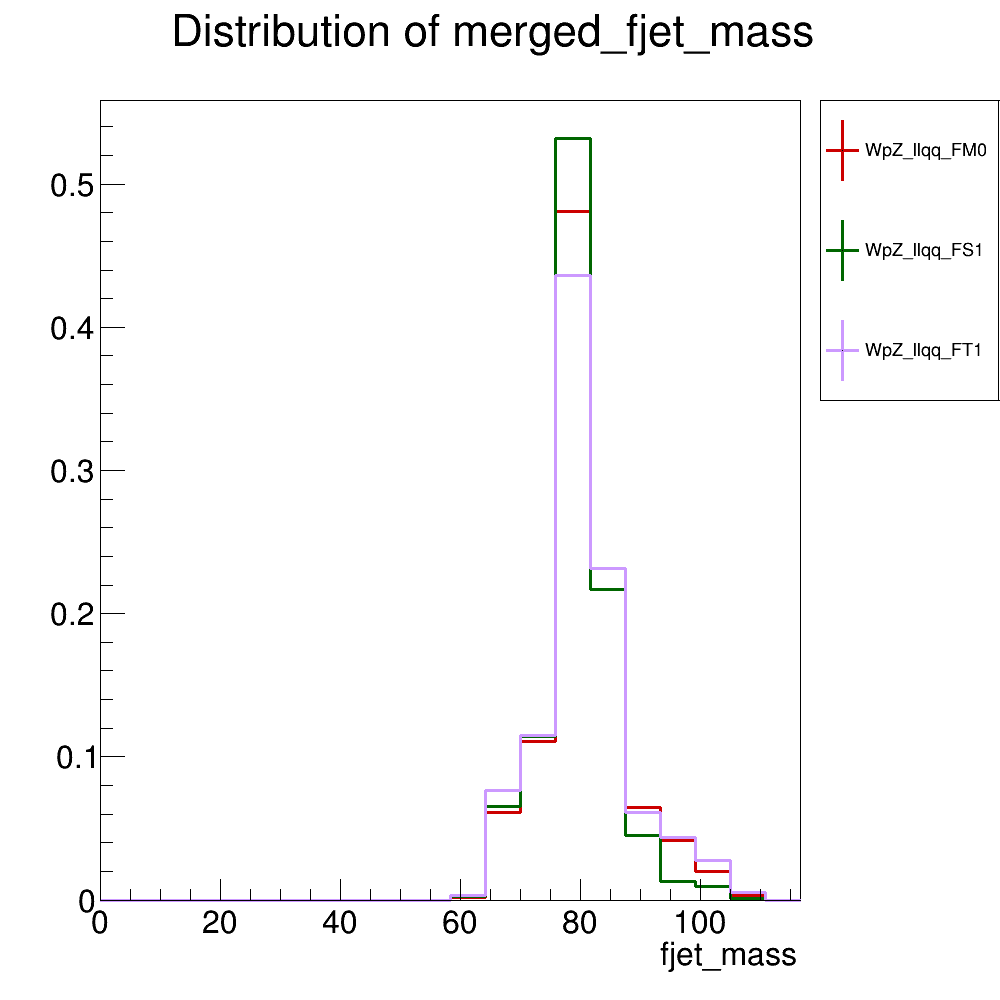 Distribution of merged_fjet_mass
WpZ_llqq_FM0
WpZ_llqq_FS1
WpZ_llqq_FT1
0.5
0.4
0.3
0.2
0.1
0
0 20 40 60 80 100
fjet_mass